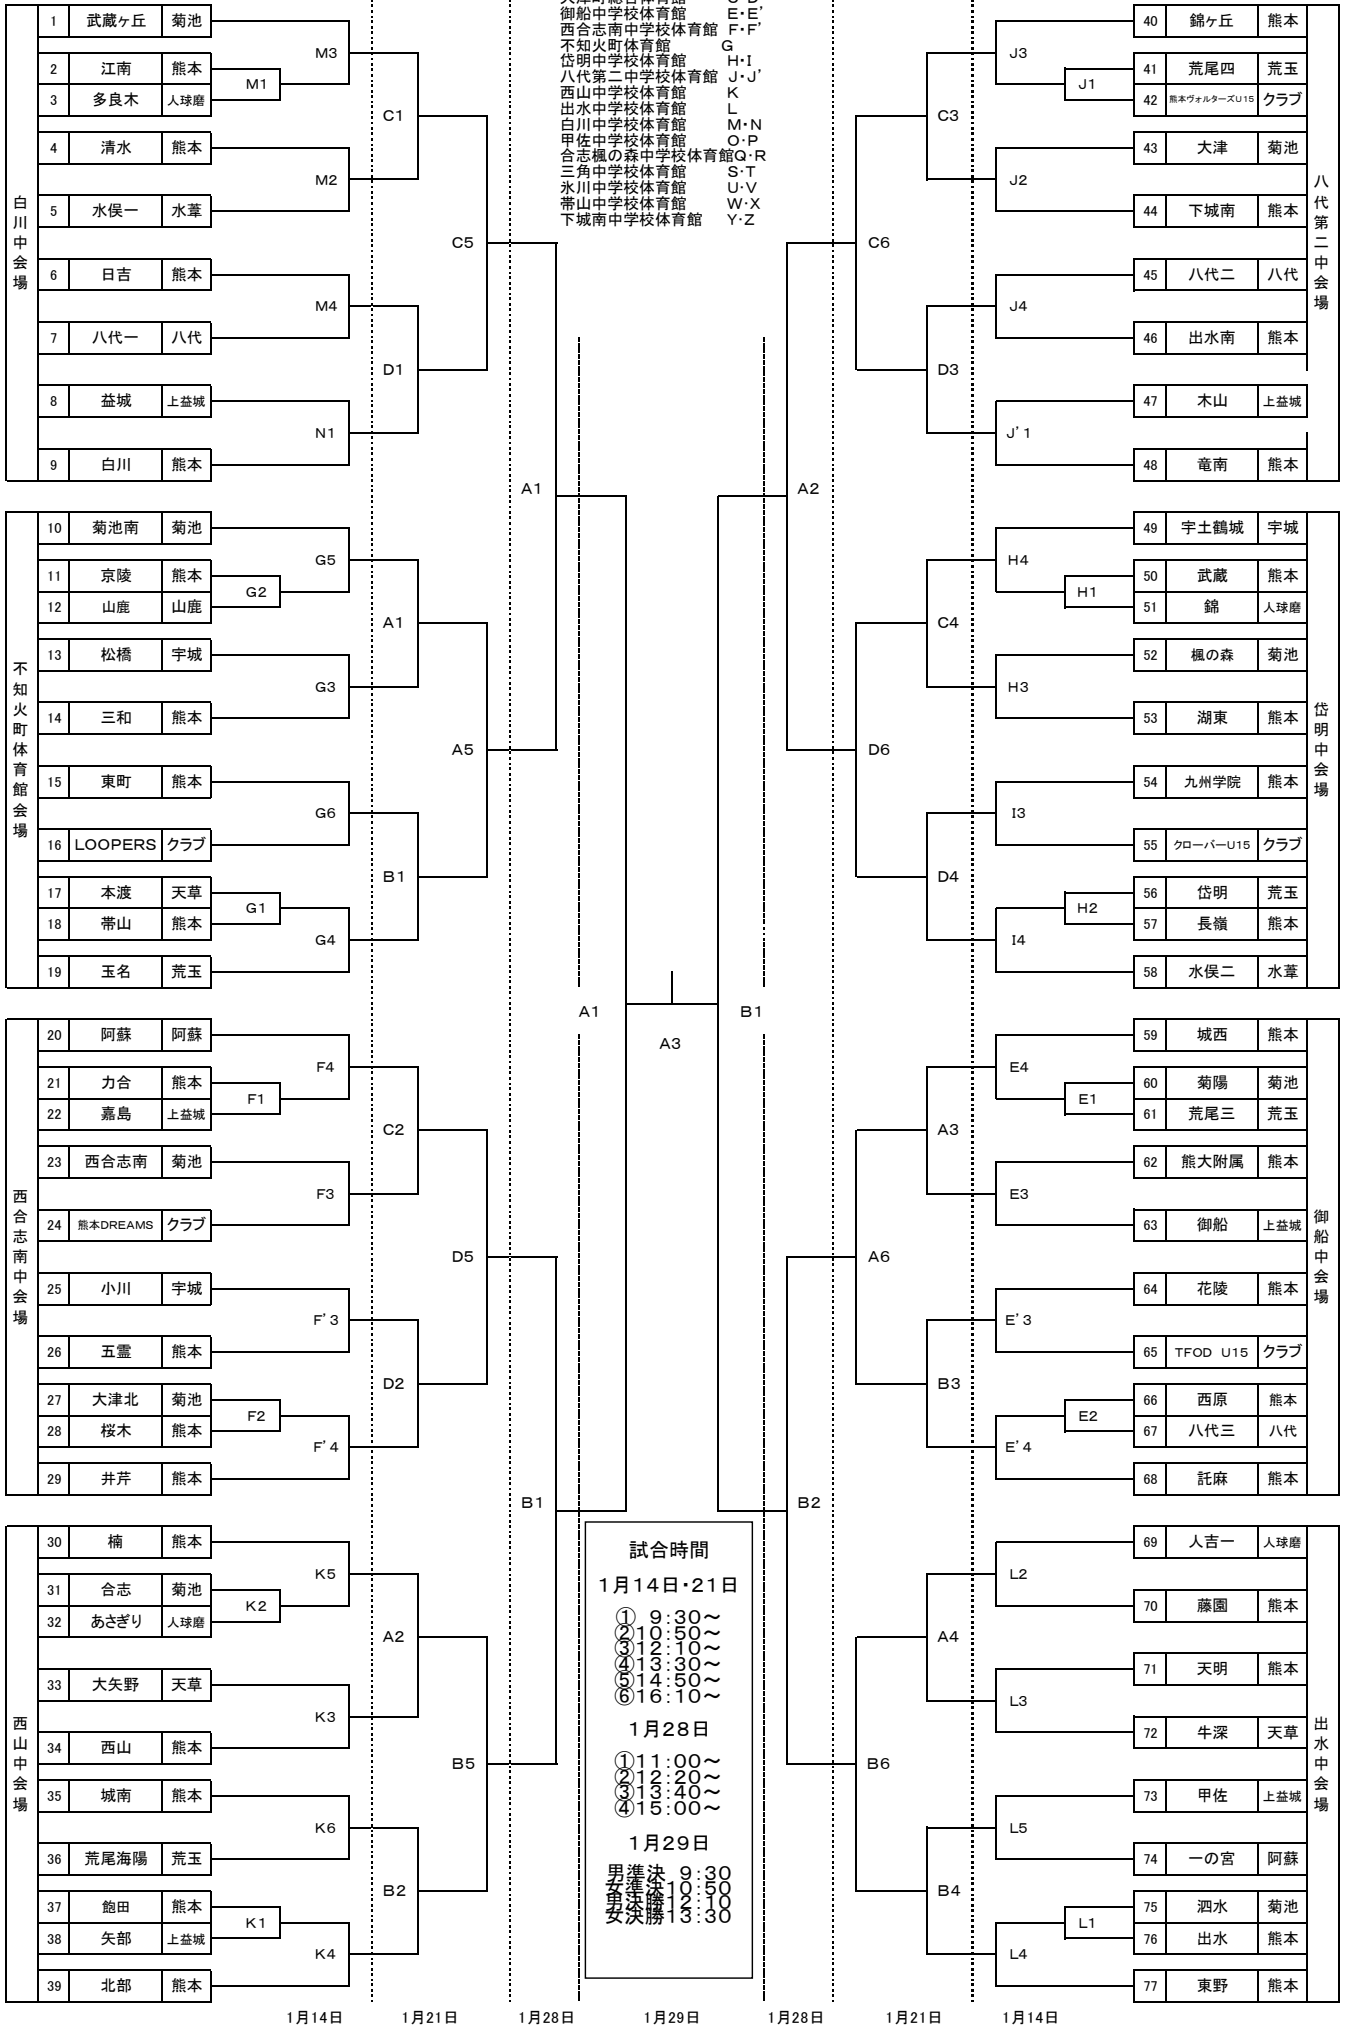 御船中学校体育館 E・E'
西合志南中学校体育館 F・F'
不知火町体育館 G
岱明中学校体育館 H・I
八代第二中学校体育館 J・J'
西山中学校体育館 K
出水中学校体育館 L
白川中学校体育館 M・N
甲佐中学校体育館 O・P
合志楓の森中学校体育館Q・R
三角中学校体育館 S・T
氷川中学校体育館 U・V
帯山中学校体育館 W・X
下城南中学校体育館 Y・Z
白川中会場
1 武蔵ヶ丘 菊池
2 江南 熊本
3 多良木 人球磨
4 清水 熊本
5 水俣一 水葦
6 日吉 熊本
7 八代一 八代
8 益城 上益城
9 白川 熊本
M1
M3
M2
M4
N1
C1
D1
C5
不知火町体育館会場
10 菊池南 菊池
11 京陵 熊本
12 山鹿 山鹿
13 松橋 宇城
14 三和 熊本
15 東町 熊本
16 LOOPERS クラブ
17 本渡 天草
18 帯山 熊本
19 玉名 荒玉
G2
G1
G5
G3
G6
G4
A1
B1
A5
A1
西合志南中会場
20 阿蘇 阿蘇
21 力合 熊本
22 嘉島 上益城
23 西合志南 菊池
24 熊本DREAMS クラブ
25 小川 宇城
26 五霊 熊本
27 大津北 菊池
28 桜木 熊本
29 井芹 熊本
F1
F2
F4
F3
F'3
F'4
C2
D2
D5
西山中会場
30 楠 熊本
31 合志 菊池
32 あさぎり 人球磨
33 大矢野 天草
34 西山 熊本
35 城南 熊本
36 荒尾海陽 荒玉
37 飽田 熊本
38 矢部 上益城
39 北部 熊本
K2
K1
K5
K3
K6
K4
A2
B2
B5
B1
A1
A3
B1
八代第二中会場
40 錦ヶ丘 熊本
41 荒尾四 荒玉
42 熊本ヴォルターズU15 クラブ
43 大津 菊池
44 下城南 熊本
45 八代二 八代
46 出水南 熊本
47 木山 上益城
48 竜南 熊本
J1
J3
J2
J4
J'1
C3
D3
C6
岱明中会場
49 宇土鶴城 宇城
50 武蔵 熊本
51 錦 人球磨
52 楓の森 菊池
53 湖東 熊本
54 九州学院 熊本
55 クローバーU15 クラブ
56 岱明 荒玉
57 長嶺 熊本
58 水俣二 水葦
H1
H2
H4
H3
I3
I4
C4
D4
D6
A2
御船中会場
59 城西 熊本
60 菊陽 菊池
61 荒尾三 荒玉
62 熊大附属 熊本
63 御船 上益城
64 花陵 熊本
65 TFOD U15 クラブ
66 西原 熊本
67 八代三 八代
68 託麻 熊本
E1
E2
E4
E3
E'3
E'4
A3
B3
A6
出水中会場
69 人吉一 人球磨
70 藤園 熊本
71 天明 熊本
72 牛深 天草
73 甲佐 上益城
74 一の宮 阿蘇
75 泗水 菊池
76 出水 熊本
77 東野 熊本
L1
L2
L3
L5
L4
A4
B4
B6
B2
試合時間
1月14日・21日
① 9:30～
②10:50～
③12:10～
④13:30～
⑤14:50～
⑥16:10～
1月28日
①11:00～
②12:20～
③13:40～
④15:00～
1月29日
男準決 9:30
女準決10:50
男決勝12:10
女決勝13:30
1月14日 1月21日 1月28日 1月29日 1月28日 1月21日 1月14日